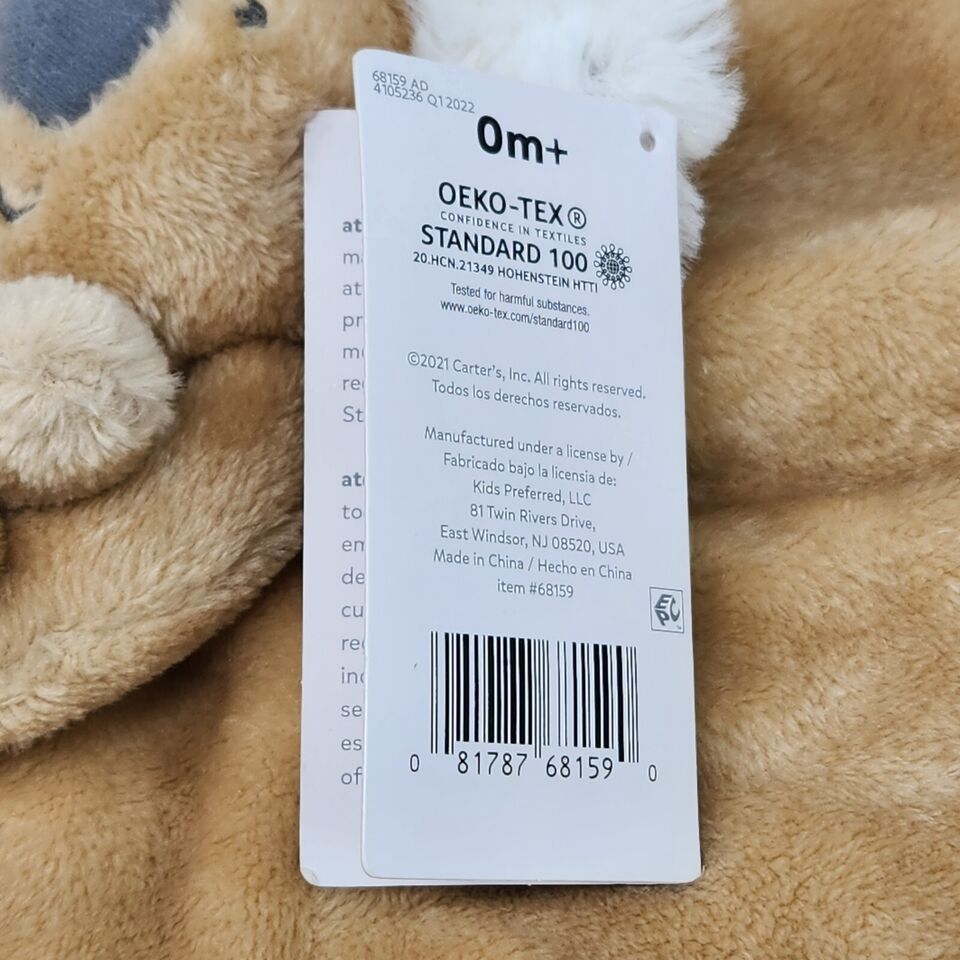 68159 AD
4105236 Q12022
0m+
OEKO-TEX®
CONFIDENCE IN TEXTILES
STANDARD 100
20.HCN.21349 HOHENSTEIN HTTI
Tested for harmful substances.
www.oeko-tex.com/standard100
©2021 Carter's, Inc. All rights reserved.
Todos los derechos reservados.
Manufactured under a license by /
Fabricado bajo la licensia de:
Kids Preferred, LLC
81 Twin Rivers Drive,
East Windsor, NJ 08520, USA
Made in China / Hecho en China
item #68159
EPC
0 81787 68159 0